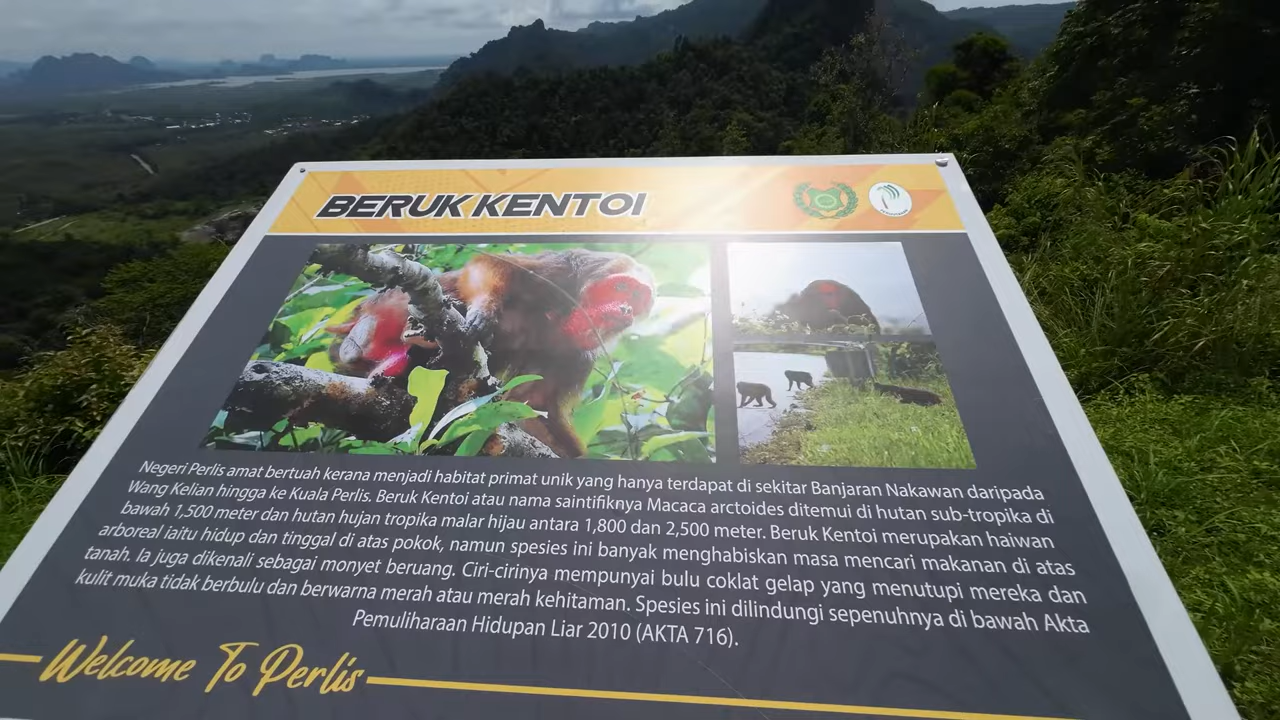 BERUK KENTOI
Negeri Perlis amat bertuah kerana menjadi habitat primat unik yang hanya terdapat di sekitar Banjaran Nakawan daripada
Wang Kelian hingga ke Kuala Perlis. Beruk Kentoi atau nama saintifiknya Macaca arctoides ditemui di hutan sub-tropika di
bawah 1,500 meter dan hutan hujan tropika malar hijau antara 1,800 dan 2,500 meter. Beruk Kentoi merupakan haiwan
arboreal iaitu hidup dan tinggal di atas pokok, namun spesies ini banyak menghabiskan masa mencari makanan di atas
tanah. Ia juga dikenali sebagai monyet beruang. Ciri-cirinya mempunyai bulu coklat gelap yang menutupi mereka dan
kulit muka tidak berbulu dan berwarna merah atau merah kehitaman. Spesies ini dilindungi sepenuhnya di bawah Akta
Pemuliharaan Hidupan Liar 2010 (AKTA 716).
Welcome To Perlis